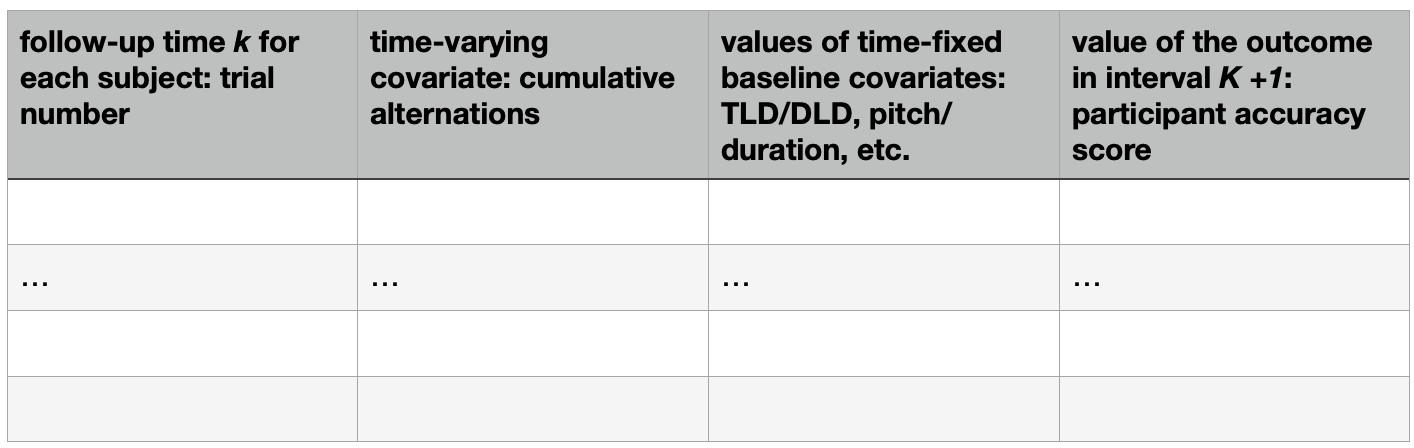 follow-up time k for
each subject: trial
number
time-varying
covariate: cumulative
alternations
values of time-fixed
baseline covariates:
TLD/DLD, pitch/
duration, etc.
value of the outcome
in interval K +1:
participant accuracy
score
… … … …